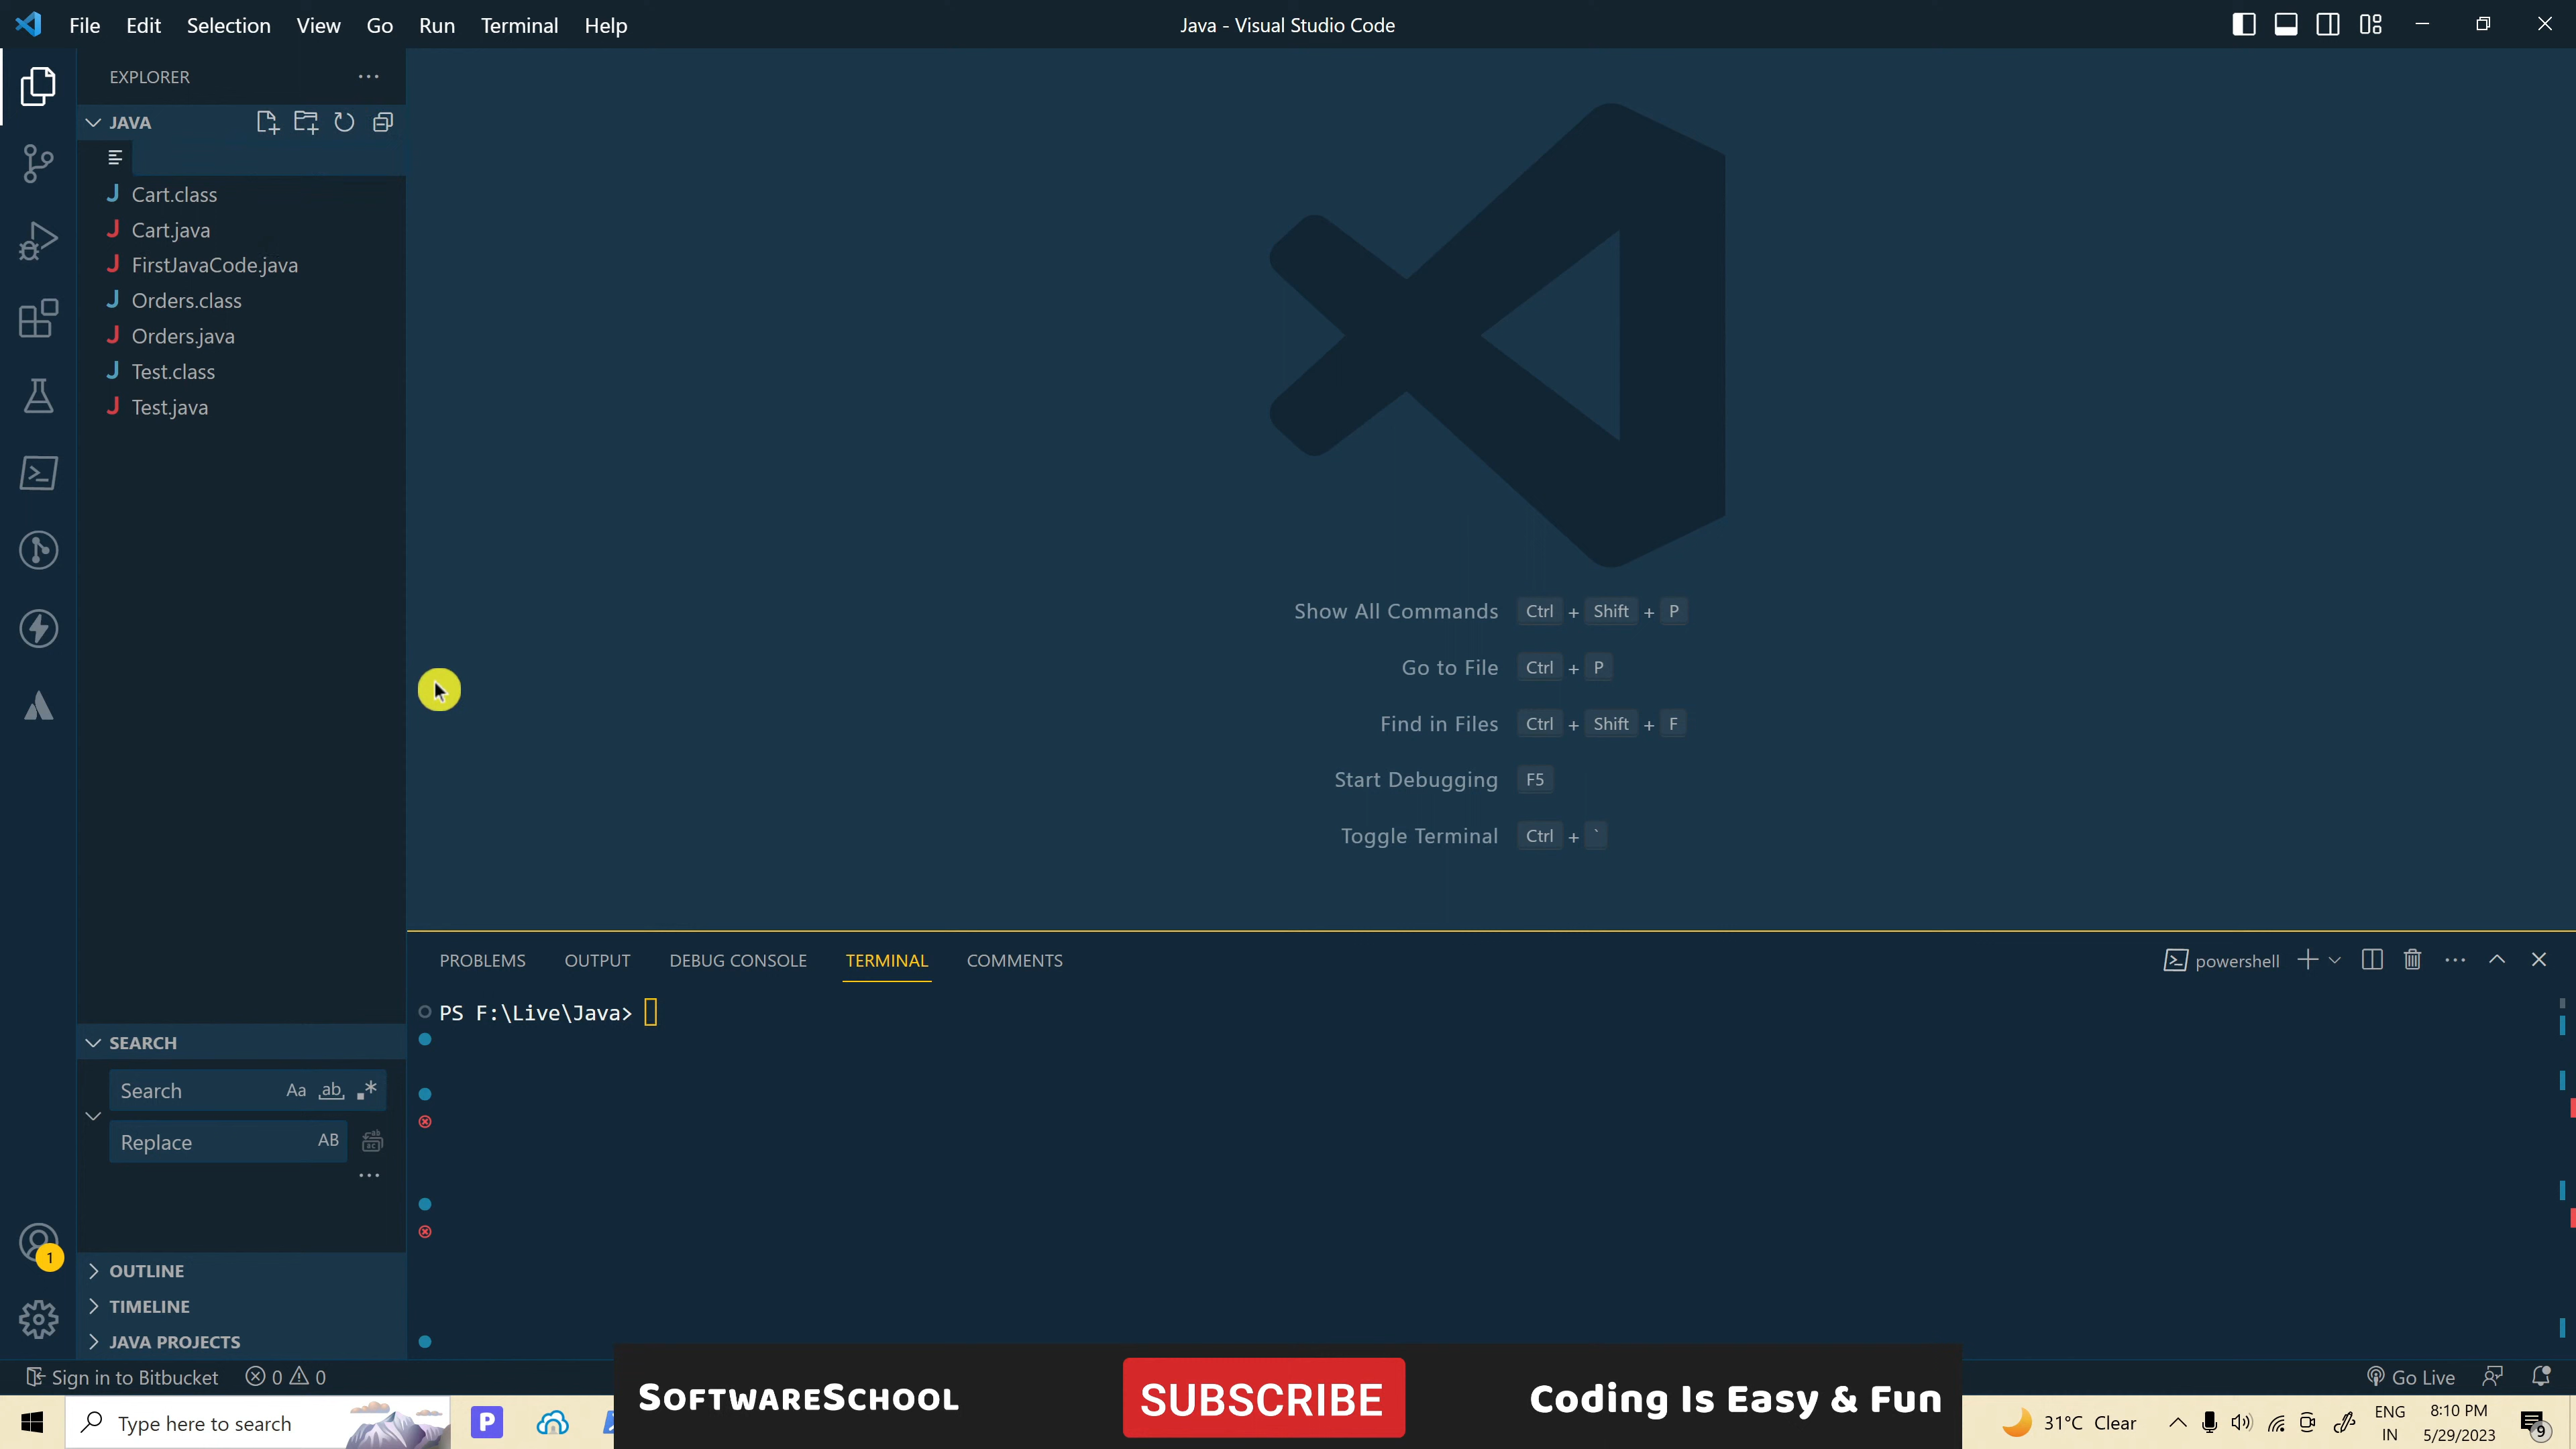 File Edit Selection View Go Run Terminal Help
Java - Visual Studio Code
EXPLORER
JAVA
Cart.class
Cart.java
FirstJavaCode.java
Orders.class
Orders.java
Test.class
Test.java
Show All Commands Ctrl + Shift + P
Go to File Ctrl + P
Find in Files Ctrl + Shift + F
Start Debugging F5
Toggle Terminal Ctrl + `
PROBLEMS OUTPUT DEBUG CONSOLE TERMINAL COMMENTS
powershell
PS F:\Live\Java>
SEARCH
Search Aa ab
Replace AB
1
OUTLINE
TIMELINE
JAVA PROJECTS
Sign in to Bitbucket 0 0
Go Live
Type here to search
P
SOFTWARESCHOOL
SUBSCRIBE
Coding Is Easy & Fun
31°C Clear
ENG
IN
8:10 PM
5/29/2023
9